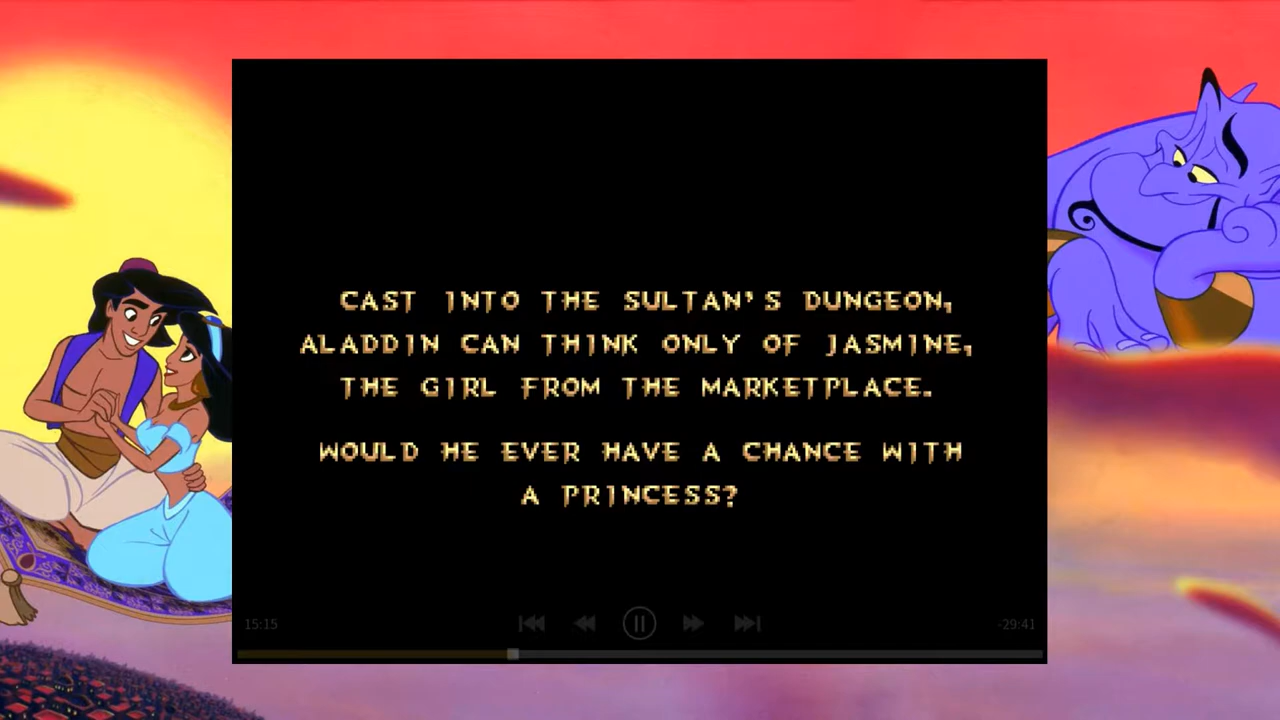 CAST INTO THE SULTAN'S DUNGEON,
ALADDIN CAN THINK ONLY OF JASMINE,
THE GIRL FROM THE MARKETPLACE.
WOULD HE EVER HAVE A CHANCE WITH
A PRINCESS?
15:15
-29:41